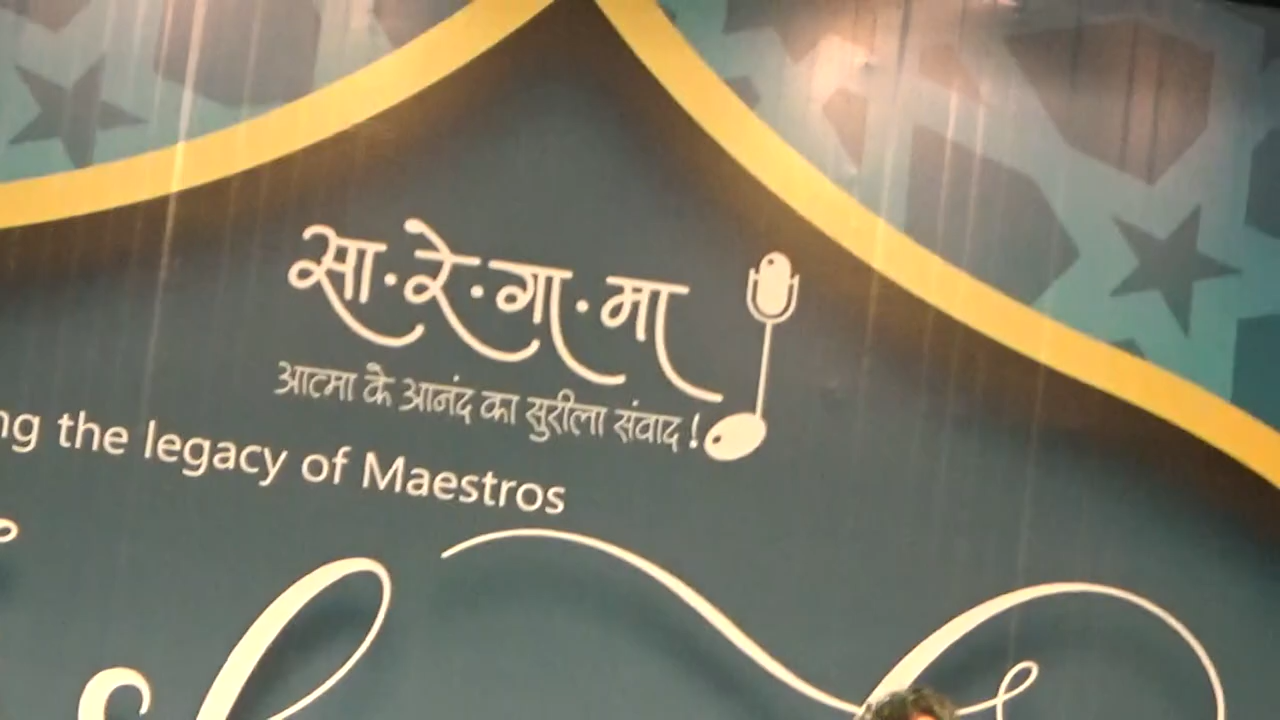 सा·रे·गा·मा
आत्मा के आनंद का सुरीला संवाद !
the legacy of Maestros